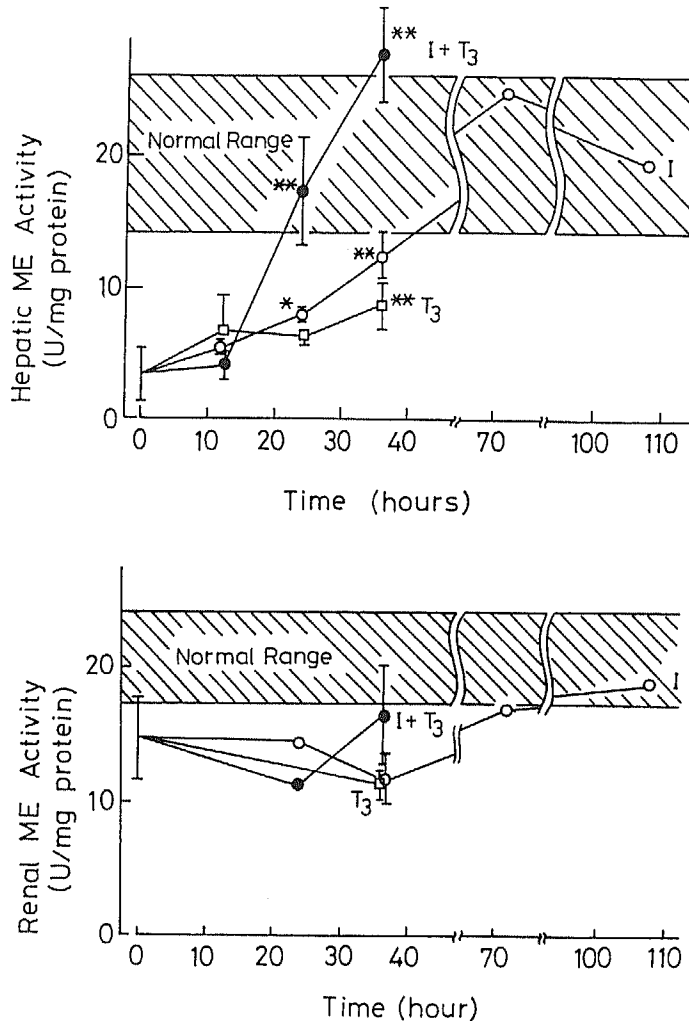 Hepatic ME Activity
(U/mg protein)
20
10
0
Normal Range
**
I + T3
**
*
**
**
T3
I
0 10 20 30 40 70 100 110
Time (hours)
Renal ME Activity
(U/mg protein)
20
10
0
Normal Range
I + T3
T3
I
0 10 20 30 40 70 100 110
Time (hour)